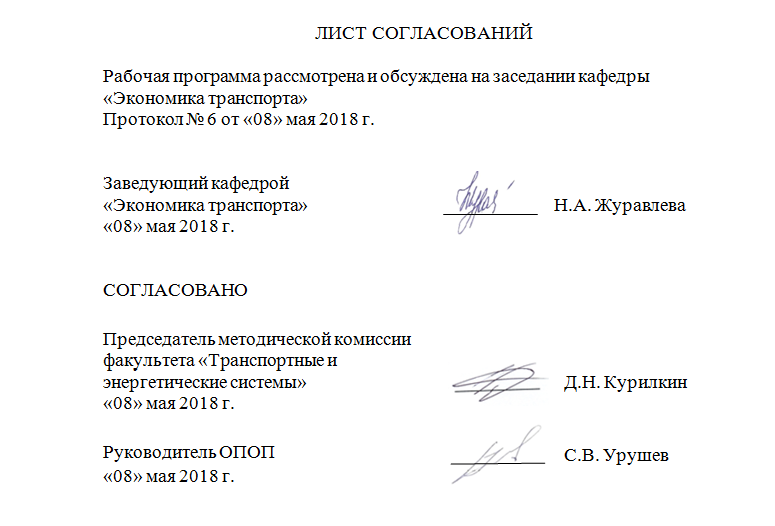 ЛИСТ СОГЛАСОВАНИЙ
Рабочая программа рассмотрена и обсуждена на заседании кафедры
«Экономика транспорта»
Протокол № 6 от «08» мая 2018 г.
Заведующий кафедрой
«Экономика транспорта» Н.А. Журавлева
«08» мая 2018 г.
СОГЛАСОВАНО
Председатель методической комиссии
факультета «Транспортные и
энергетические системы» Д.Н. Курилкин
«08» мая 2018 г.
Руководитель ОПОП С.В. Урушев
«08» мая 2018 г.